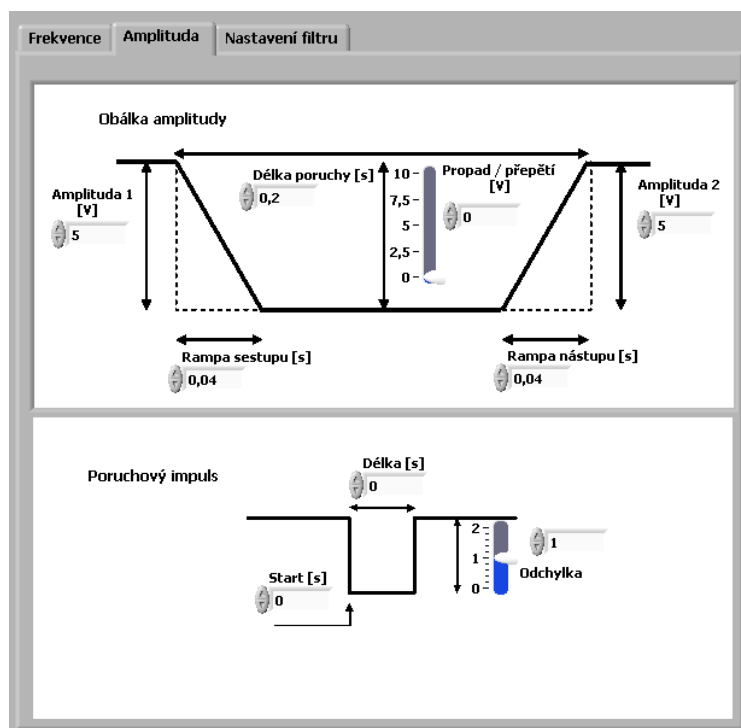 Frekvence Amplituda Nastavení filtru
Obálka amplitudy
Délka poruchy [s]
0,2
10
7,5
5
2,5
0
Propad / přepětí
[V]
0
Amplituda 1
[V]
5
Amplituda 2
[V]
5
Rampa sestupu [s]
0,04
Rampa nástupu [s]
0,04
Poruchový impuls
Délka [s]
0
Start [s]
0
2
1
0
1
Odchylka